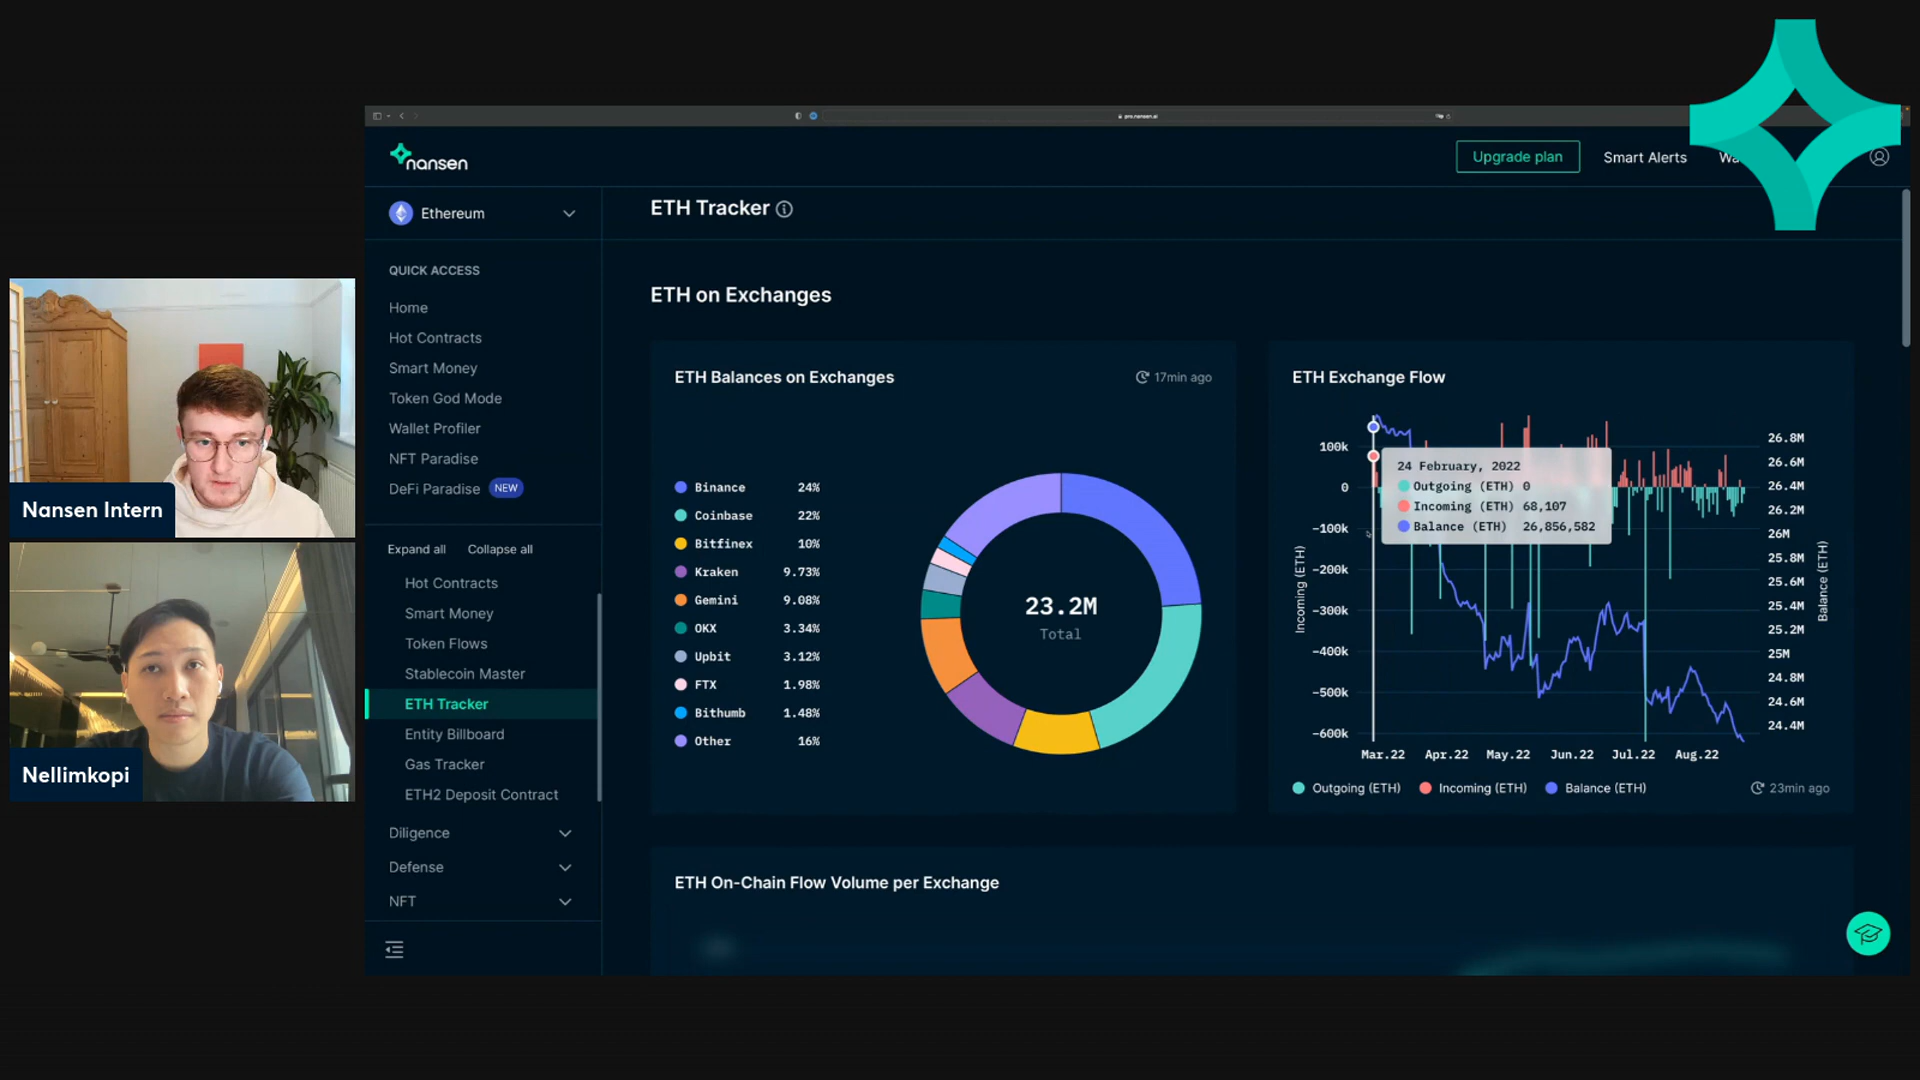 pro.nansen.ai
nansen
Upgrade plan
Smart Alerts
Wa
Ethereum
ETH Tracker
QUICK ACCESS
Home
Hot Contracts
Smart Money
Token God Mode
Wallet Profiler
NFT Paradise
DeFi Paradise NEW
Expand all Collapse all
Hot Contracts
Smart Money
Token Flows
Stablecoin Master
ETH Tracker
Entity Billboard
Gas Tracker
ETH2 Deposit Contract
Diligence
Defense
NFT
Nansen Intern
Nellimkopi
ETH on Exchanges
ETH Balances on Exchanges
17min ago
Binance 24%
Coinbase 22%
Bitfinex 10%
Kraken 9.73%
Gemini 9.08%
OKX 3.34%
Upbit 3.12%
FTX 1.98%
Bithumb 1.48%
Other 16%
23.2M
Total
ETH Exchange Flow
100k
0
-100k
-200k
-300k
-400k
-500k
-600k
Incoming (ETH)
24 February, 2022
Outgoing (ETH) 0
Incoming (ETH) 68,107
Balance (ETH) 26,856,582
26.8M
26.6M
26.4M
26.2M
26M
25.8M
25.6M
25.4M
25.2M
25M
24.8M
24.6M
24.4M
Balance (ETH)
Mar.22 Apr.22 May.22 Jun.22 Jul.22 Aug.22
Outgoing (ETH) Incoming (ETH) Balance (ETH)
23min ago
ETH On-Chain Flow Volume per Exchange